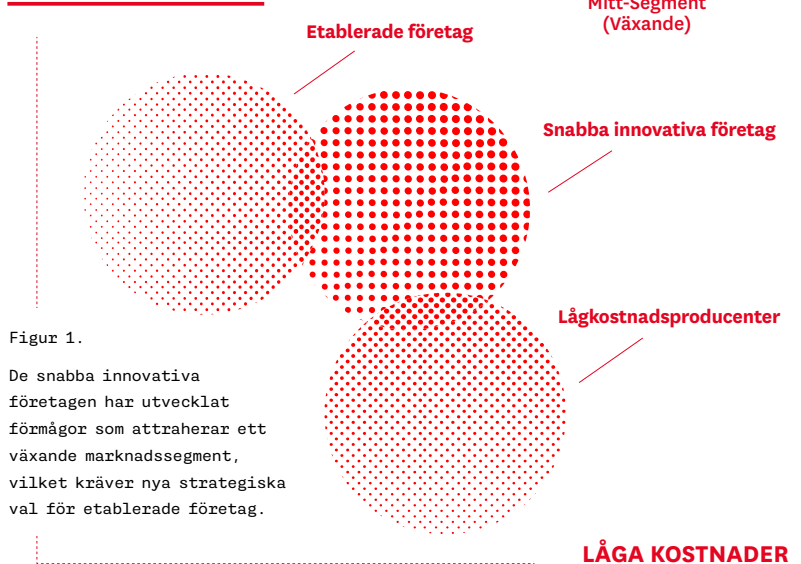 Mitt-Segment
(Växande)
Etablerade företag
Snabba innovativa företag
Lågkostnadsproducenter
Figur 1.
De snabba innovativa
företagen har utvecklat
förmågor som attraherar ett
växande marknadssegment,
vilket kräver nya strategiska
val för etablerade företag.
LÅGA KOSTNADER